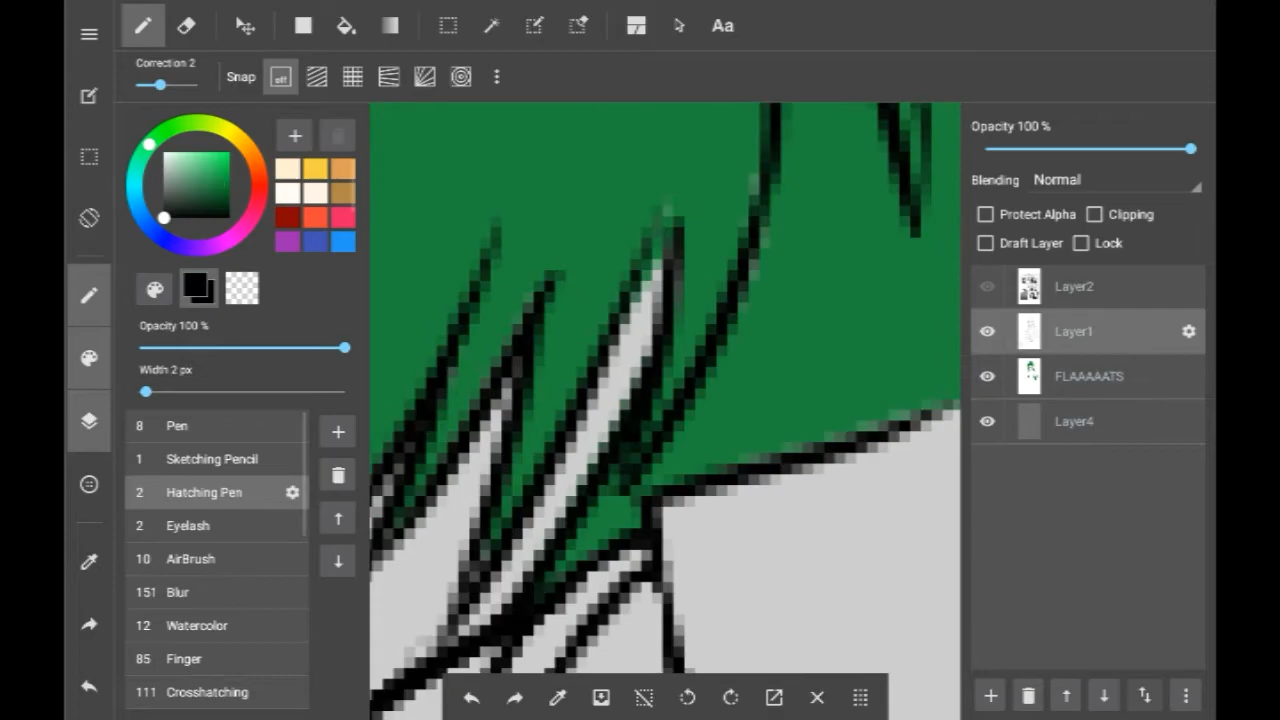 Aa
Correction 2
Snap
off
Opacity 100 %
Width 2 px
8 Pen
1 Sketching Pencil
2 Hatching Pen
2 Eyelash
10 AirBrush
151 Blur
12 Watercolor
85 Finger
111 Crosshatching
Opacity 100 %
Blending Normal
Protect Alpha Clipping
Draft Layer Lock
Layer2
Layer1
FLAAAAATS
Layer4